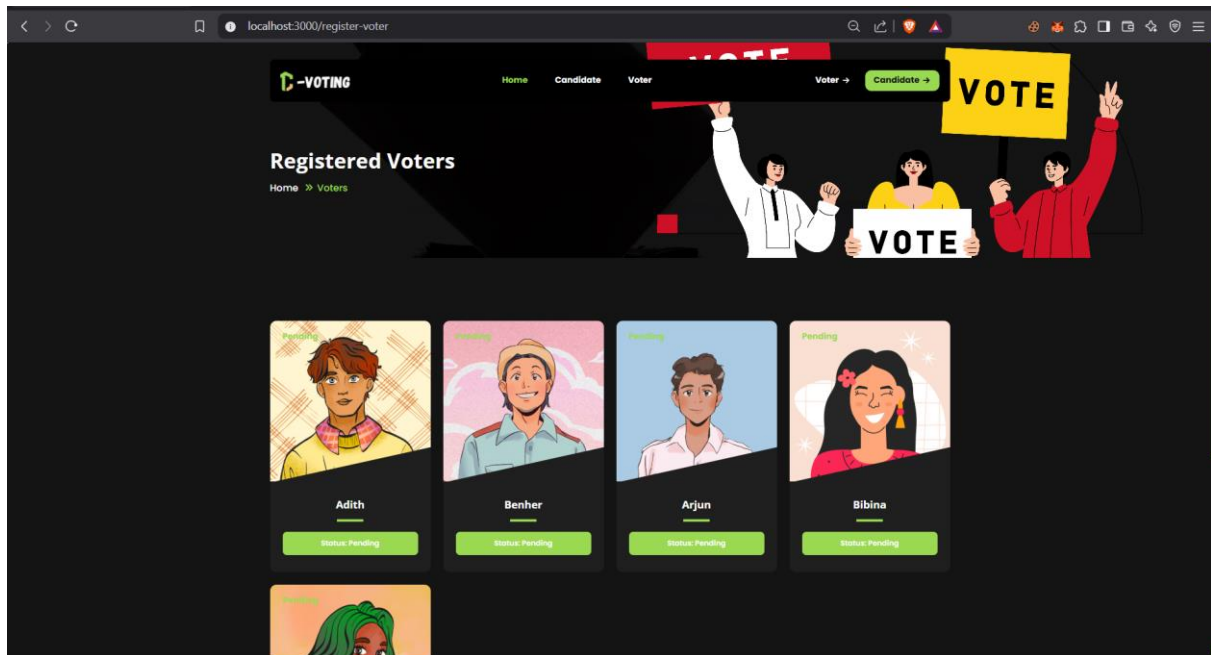 localhost:3000/register-voter
VOTE
-VOTING
Home Candidate Voter
Voter → Candidate →
VOTE
Registered Voters
Home » Voters
VOTE
Pending Pending Pending Pending
Adith Benher Arjun Bibina
Status: Pending Status: Pending Status: Pending Status: Pending
Pending